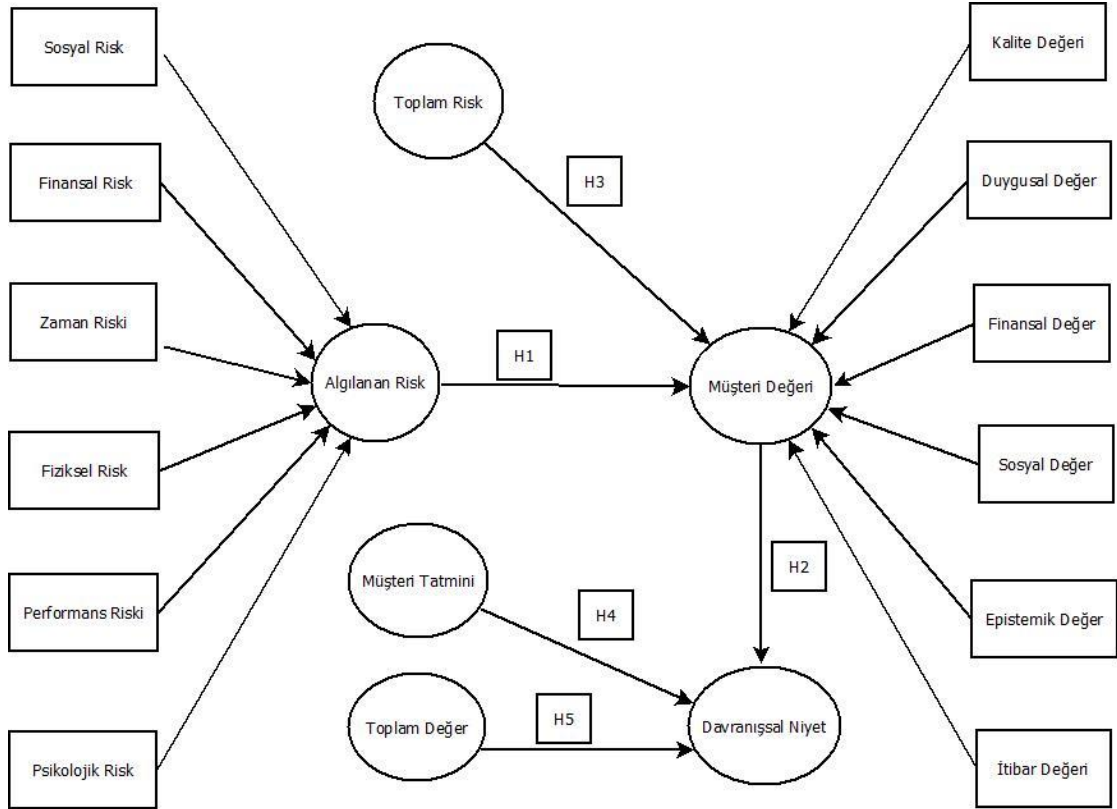 Sosyal Risk
Kalite Değeri
Toplam Risk
Finansal Risk
H3
Duygusal Değer
Zaman Riski
Finansal Değer
H1
Algılanan Risk
Müşteri Değeri
Fiziksel Risk
Sosyal Değer
H2
Müşteri Tatmini
H4
Performans Riski
Epistemik Değer
H5
Toplam Değer
Davranışsal Niyet
Psikolojik Risk
İtibar Değeri